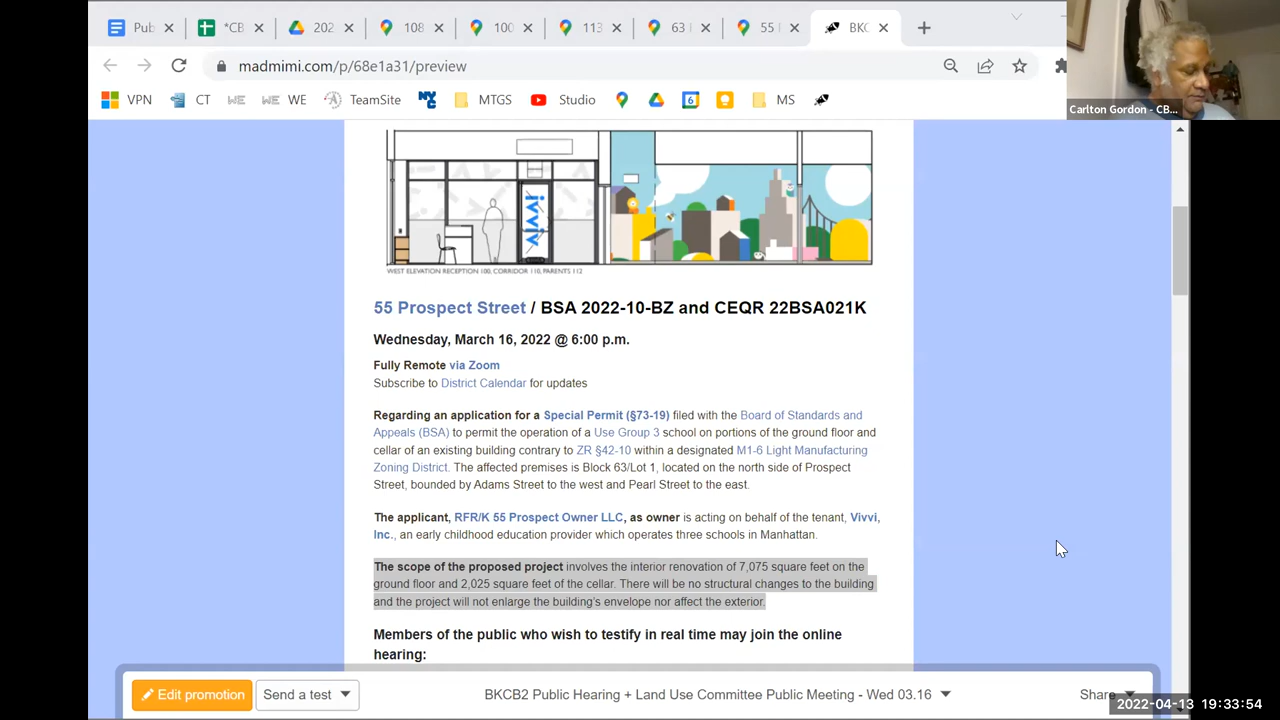 Pub
*CB
202
108
100
113
63
55
BKC
madmimi.com/p/68e1a31/preview
VPN
CT
WE
WE
TeamSite
NYC
MTGS
Studio
6
MS
Carlton Gordon - CB...
ivviv
WEST ELEVATION RECEPTION 100, CORRIDOR 110, PARENTS 112
55 Prospect Street / BSA 2022-10-BZ and CEQR 22BSA021K
Wednesday, March 16, 2022 @ 6:00 p.m.
Fully Remote via Zoom
Subscribe to District Calendar for updates
Regarding an application for a Special Permit (§73-19) filed with the Board of Standards and
Appeals (BSA) to permit the operation of a Use Group 3 school on portions of the ground floor and
cellar of an existing building contrary to ZR §42-10 within a designated M1-6 Light Manufacturing
Zoning District. The affected premises is Block 63/Lot 1, located on the north side of Prospect
Street, bounded by Adams Street to the west and Pearl Street to the east.
The applicant, RFR/K 55 Prospect Owner LLC, as owner is acting on behalf of the tenant, Vivvi,
Inc., an early childhood education provider which operates three schools in Manhattan.
The scope of the proposed project involves the interior renovation of 7,075 square feet on the
ground floor and 2,025 square feet of the cellar. There will be no structural changes to the building
and the project will not enlarge the building's envelope nor affect the exterior.
Members of the public who wish to testify in real time may join the online
hearing:
Edit promotion
Send a test
BKCB2 Public Hearing + Land Use Committee Public Meeting - Wed 03.16
Share
2022-04-13 19:33:54